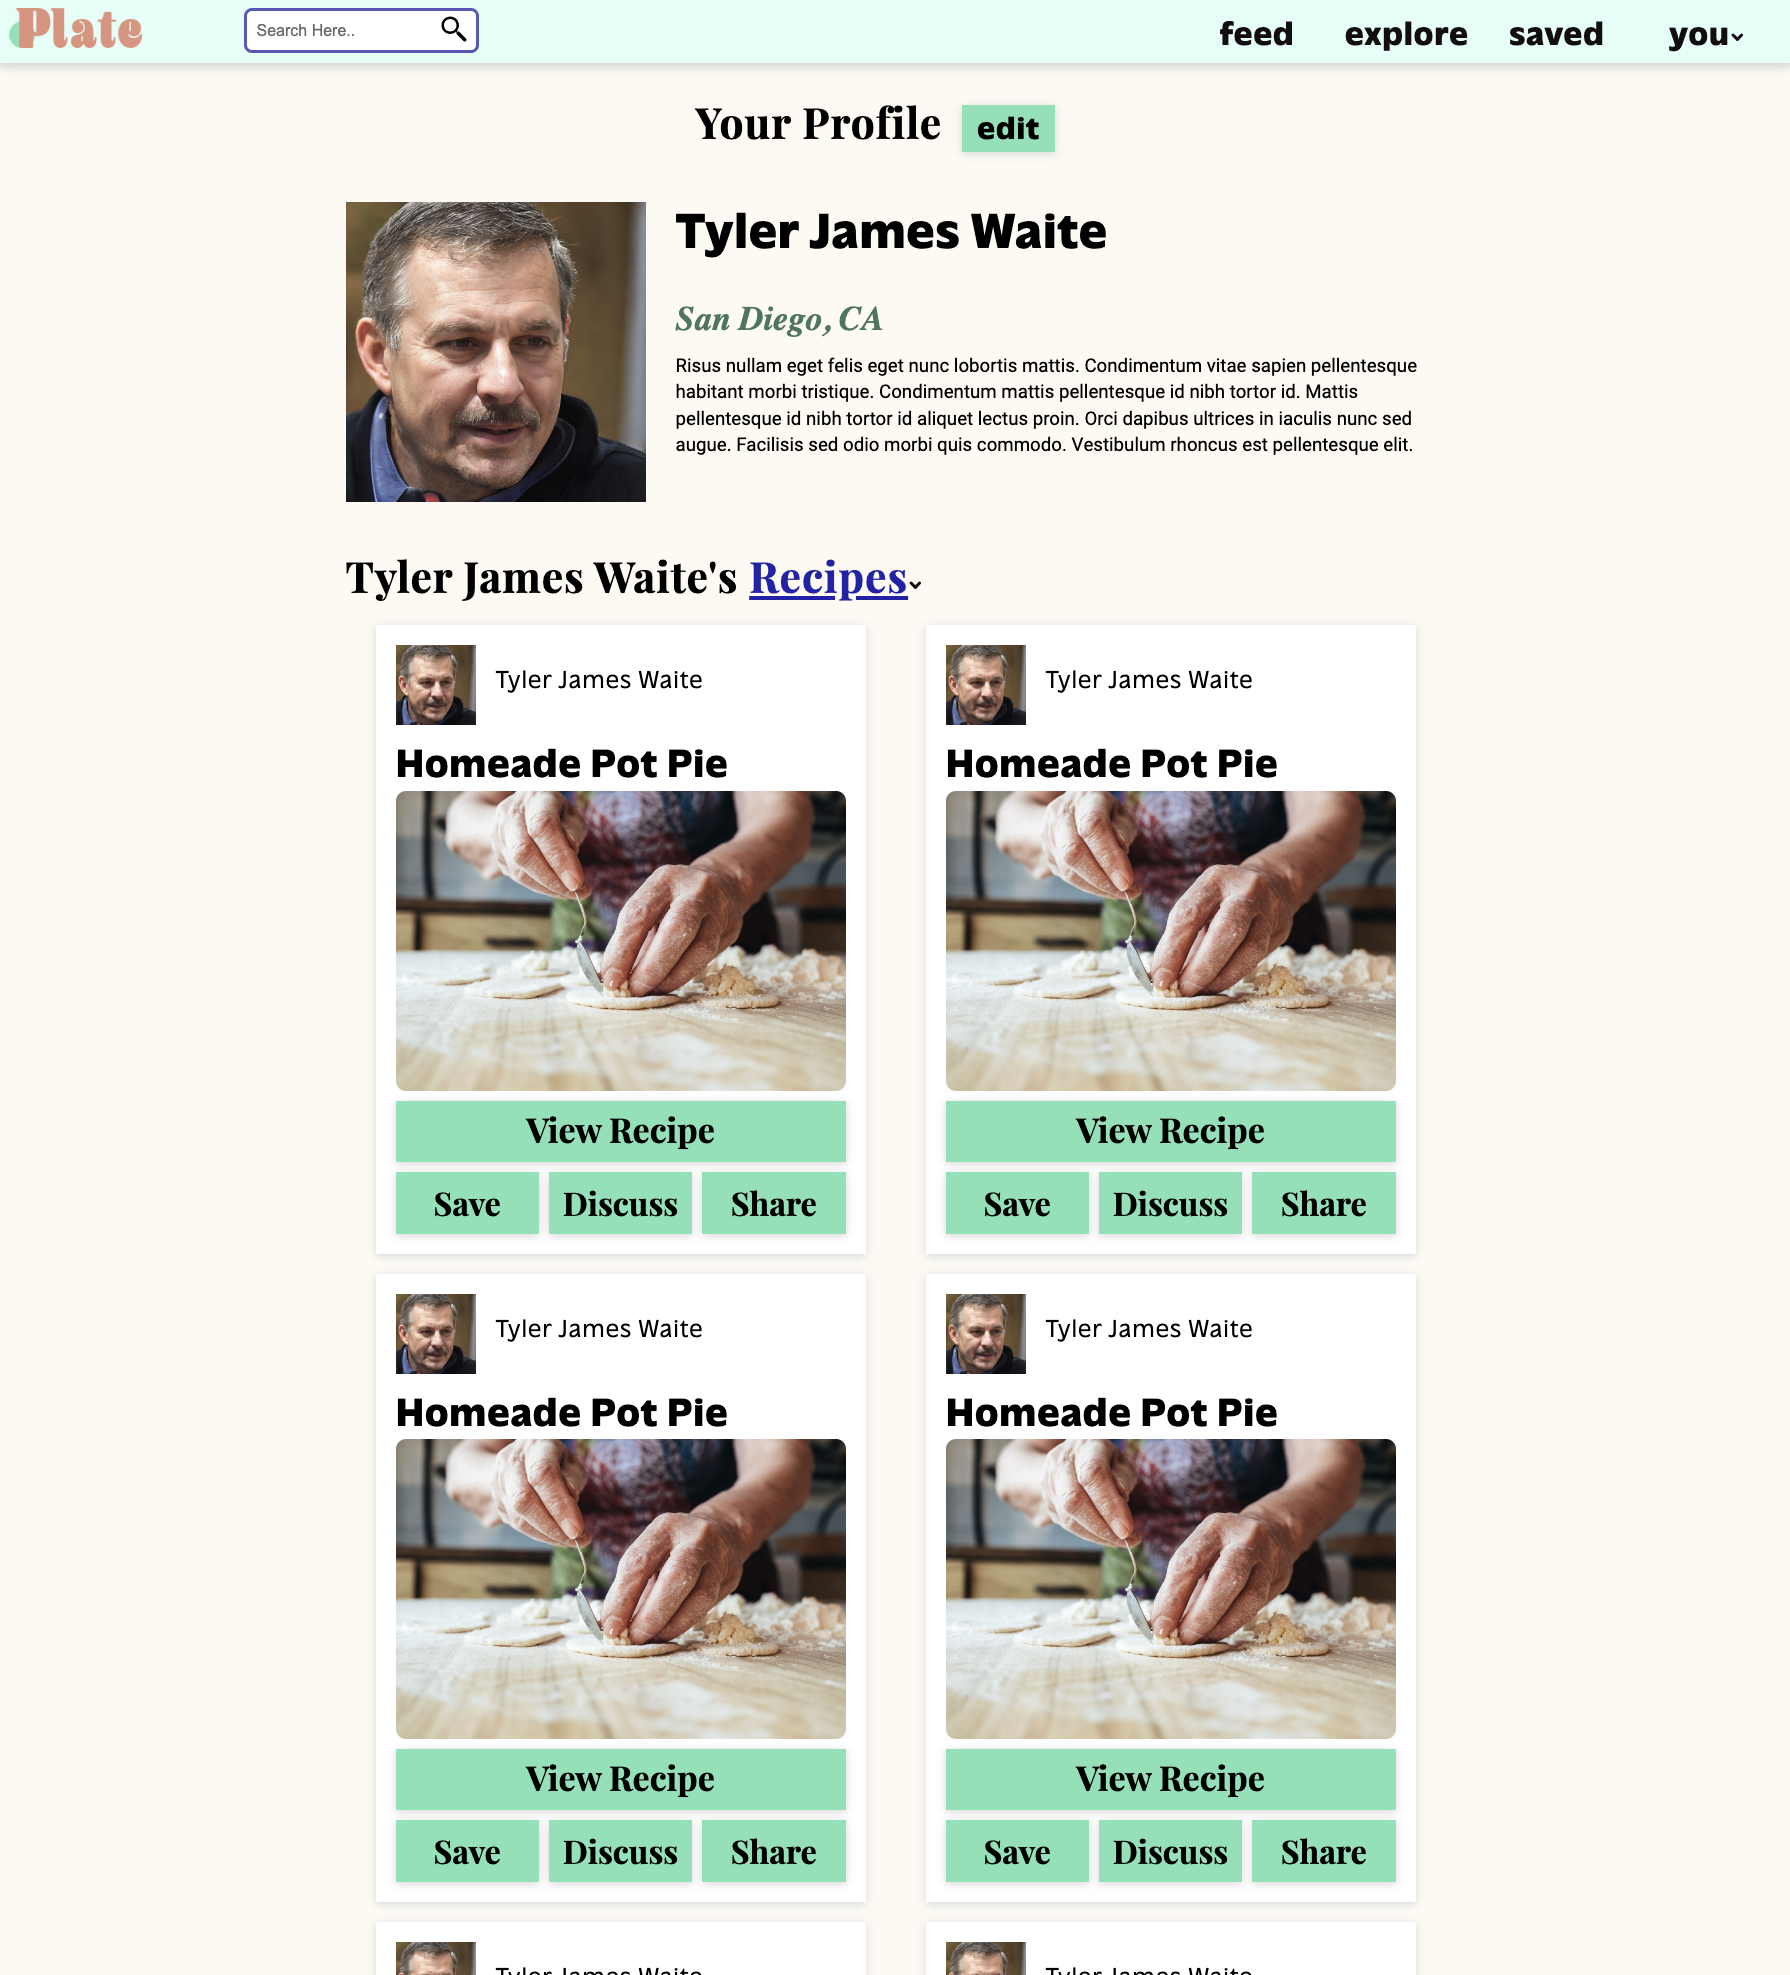 Plate
Search Here..
feed explore saved you
Your Profile edit
Tyler James Waite
San Diego, CA
Risus nullam eget felis eget nunc lobortis mattis. Condimentum vitae sapien pellentesque
habitant morbi tristique. Condimentum mattis pellentesque id nibh tortor id. Mattis
pellentesque id nibh tortor id aliquet lectus proin. Orci dapibus ultrices in iaculis nunc sed
augue. Facilisis sed odio morbi quis commodo. Vestibulum rhoncus est pellentesque elit.
Tyler James Waite's Recipes
Tyler James Waite
Homeade Pot Pie
View Recipe
Save Discuss Share
Tyler James Waite
Homeade Pot Pie
View Recipe
Save Discuss Share
Tyler James Waite
Homeade Pot Pie
View Recipe
Save Discuss Share
Tyler James Waite
Homeade Pot Pie
View Recipe
Save Discuss Share
Tyler James Waite
Tyler James Waite